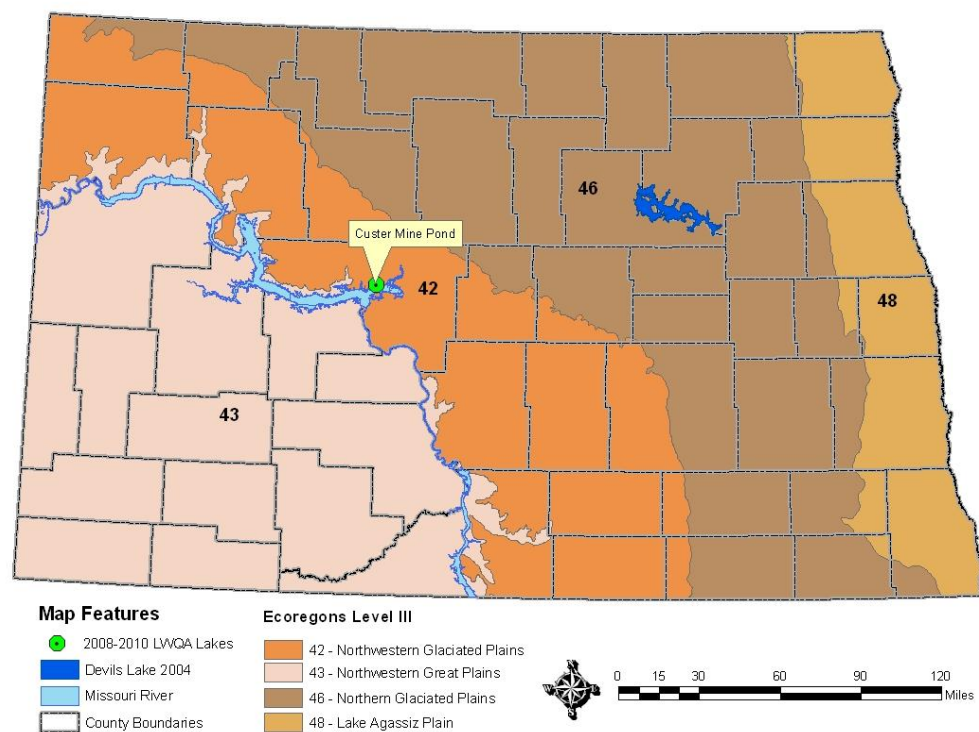 46
Custer Mine Pond
42
48
43
Map Features
2008-2010 LWQA Lakes
Devils Lake 2004
Missouri River
County Boundaries
Ecoregons Level III
42 - Northwestern Glaciated Plains
43 - Northwestern Great Plains
46 - Northern Glaciated Plains
48 - Lake Agassiz Plain
0 15 30 60 90 120
Miles